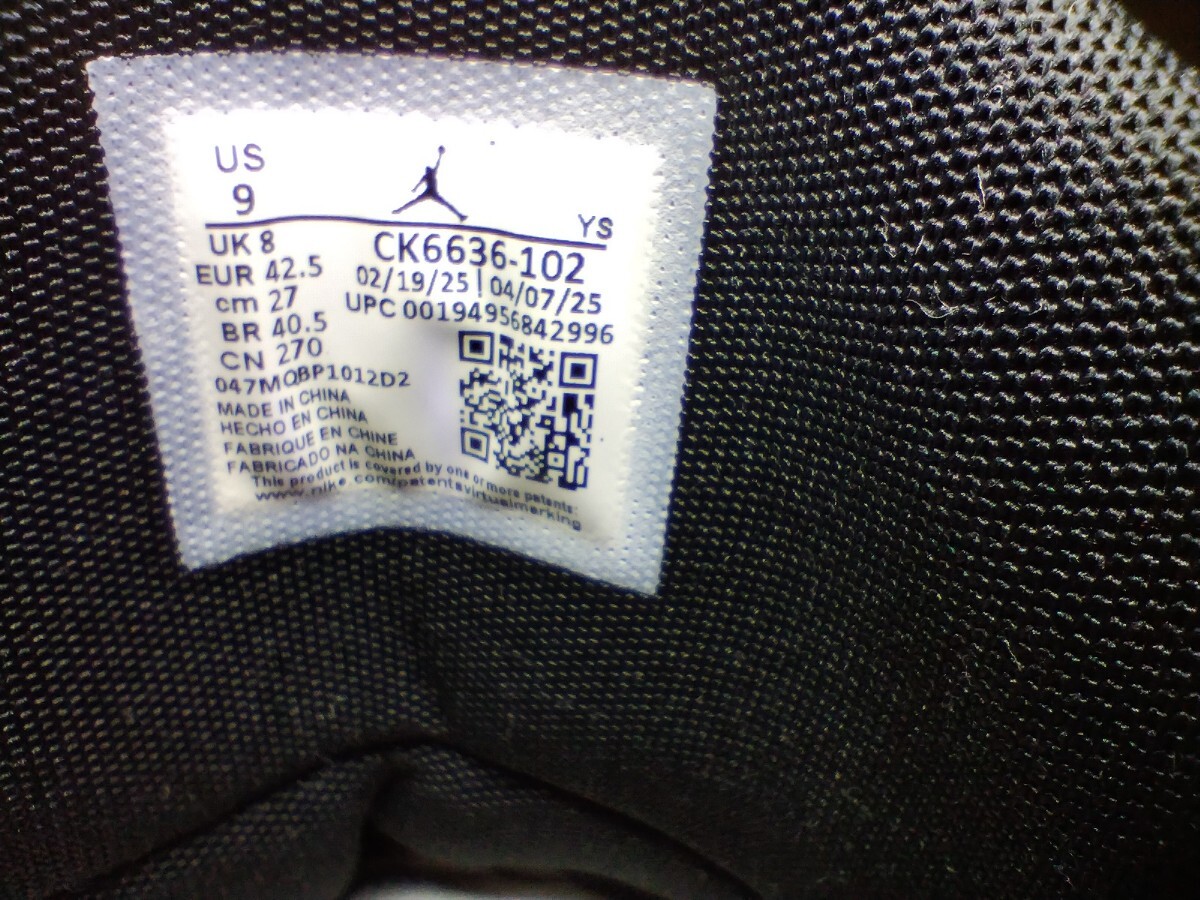 US
9
YS
UK 8
CK6636-102
EUR 42.5
02/19/25 | 04/07/25
cm 27
UPC 00194956842996
BR 40.5
CN 270
047MQBP1012D2
MADE IN CHINA
HECHO EN CHINA
FABRIQUE EN CHINE
FABRICADO NA CHINA
This product is covered by one or more patents:
www.nike.com/patentsvirtualmarking